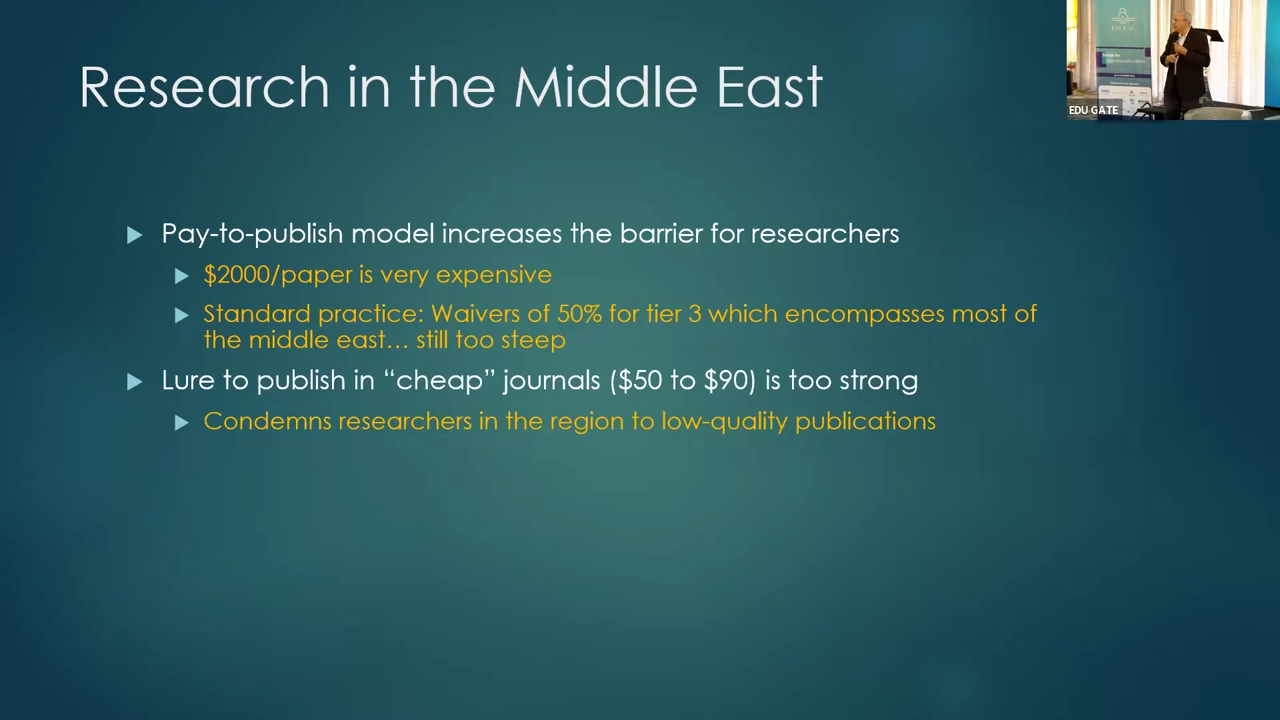 Research in the Middle East
EDU GATE
Pay-to-publish model increases the barrier for researchers
$2000/paper is very expensive
Standard practice: Waivers of 50% for tier 3 which encompasses most of
the middle east… still too steep
Lure to publish in “cheap” journals ($50 to $90) is too strong
Condemns researchers in the region to low-quality publications